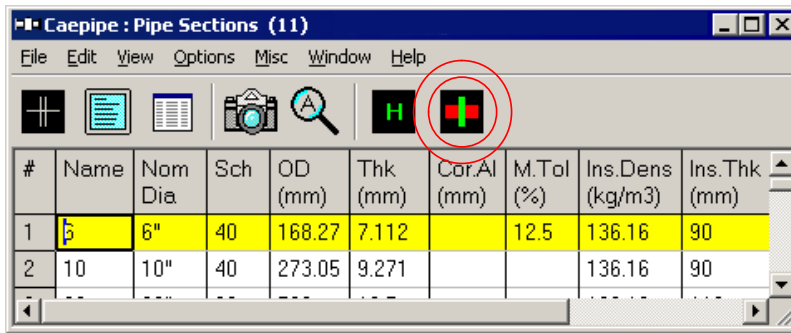 Caepipe : Pipe Sections (11)
File Edit View Options Misc Window Help
A H
# Name Nom Dia Sch OD (mm) Thk (mm) Cor.Al (mm) M.Tol (%) Ins.Dens (kg/m3) Ins.Thk (mm)
1 6 6" 40 168.27 7.112 12.5 136.16 90
2 10 10" 40 273.05 9.271 136.16 90